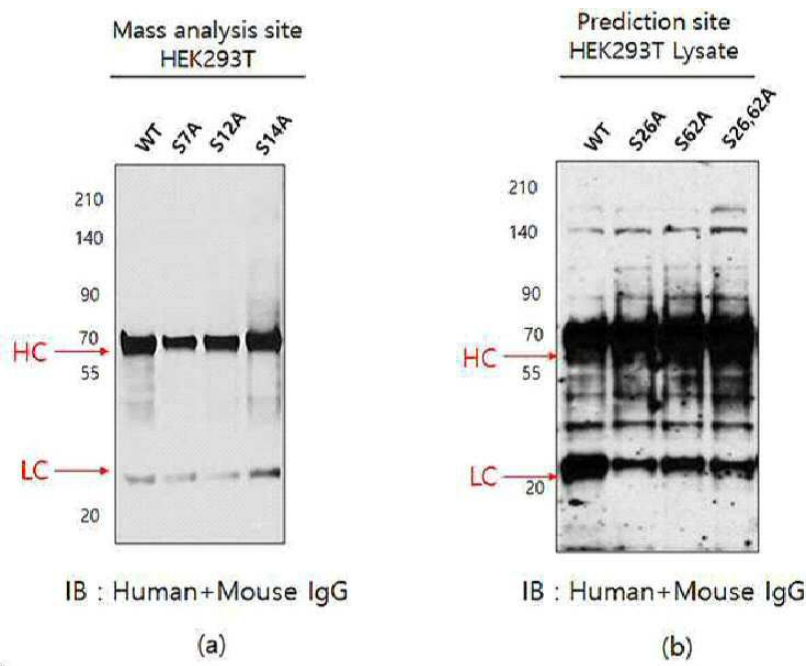 Mass analysis site
HEK293T
WT S7A S12A S14A
210
140
90
70
HC
55
LC
20
IB : Human+Mouse IgG
(a)
Prediction site
HEK293T Lysate
WT S26A S62A S26,62A
210
140
90
70
HC
55
LC
20
IB : Human+Mouse IgG
(b)